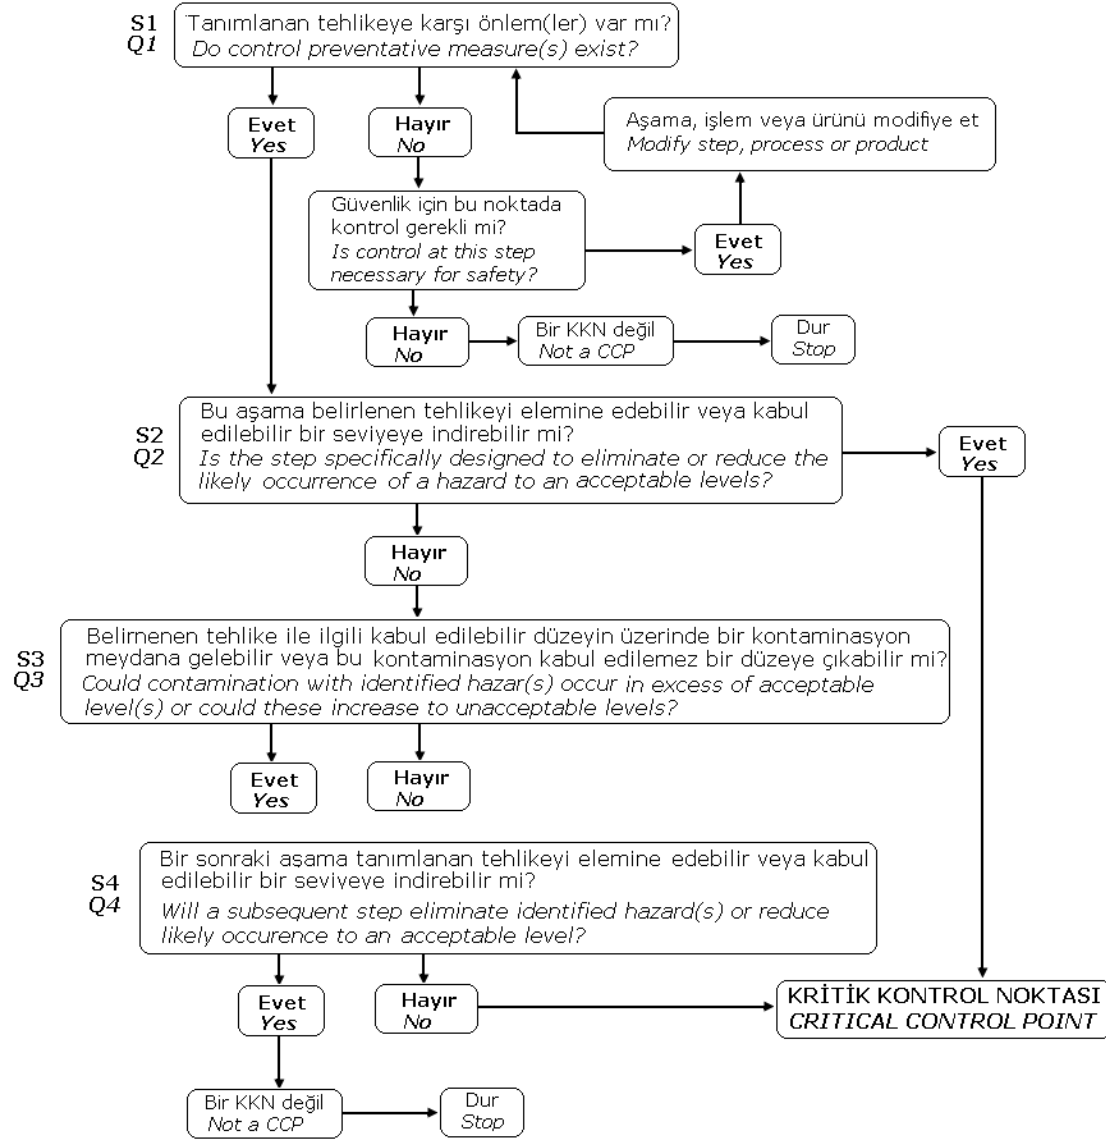 S1
Q1
Tanımlanan tehlikeye karşı önlem(ler) var mı?
Do control preventative measure(s) exist?
Evet
Yes
Hayır
No
Aşama, işlem veya ürünü modifiye et
Modify step, process or product
Güvenlik için bu noktada
kontrol gerekli mi?
Is control at this step
necessary for safety?
Evet
Yes
Hayır
No
Bir KKN değil
Not a CCP
Dur
Stop
S2
Q2
Bu aşama belirlenen tehlikeyi elemine edebilir veya kabul
edilebilir bir seviyeye indirebilir mi?
Is the step specifically designed to eliminate or reduce the
likely occurrence of a hazard to an acceptable levels?
Evet
Yes
Hayır
No
S3
Q3
Belirnenen tehlike ile ilgili kabul edilebilir düzeyin üzerinde bir kontaminasyon
meydana gelebilir veya bu kontaminasyon kabul edilemez bir düzeye çıkabilir mi?
Could contamination with identified hazar(s) occur in excess of acceptable
level(s) or could these increase to unacceptable levels?
Evet
Yes
Hayır
No
S4
Q4
Bir sonraki aşama tanımlanan tehlikeyi elemine edebilir veya kabul
edilebilir bir seviveye indirebilir mi?
Will a subsequent step eliminate identified hazard(s) or reduce
likely occurence to an acceptable level?
Evet
Yes
Hayır
No
KRİTİK KONTROL NOKTASI
CRITICAL CONTROL POINT
Bir KKN değil
Not a CCP
Dur
Stop